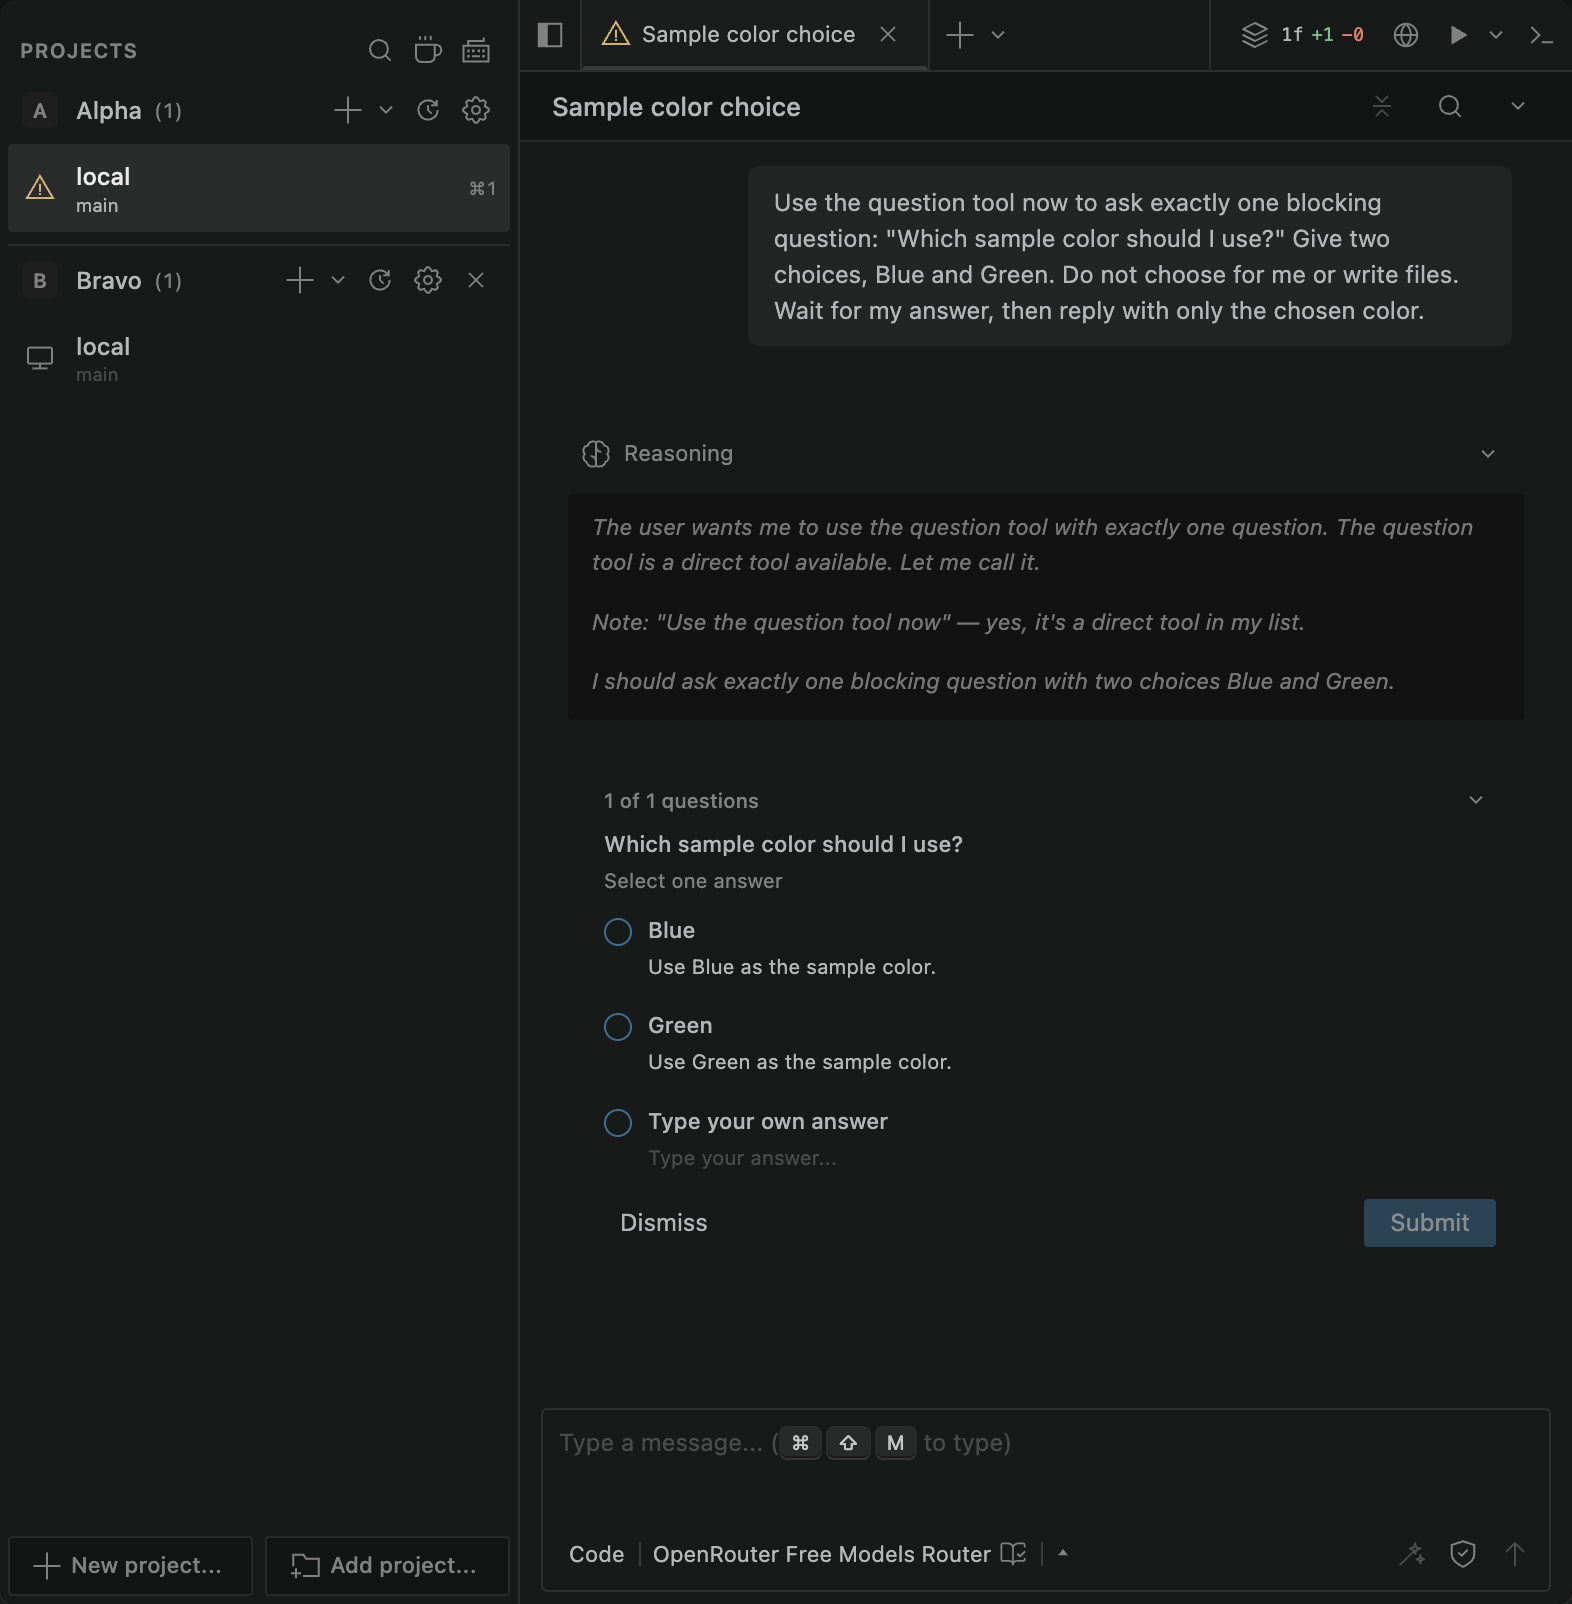 PROJECTS
A Alpha (1)
local
main
⌘1
B Bravo (1)
local
main
New project...
Add project...
Sample color choice
1f +1 -0
Sample color choice
Use the question tool now to ask exactly one blocking
question: "Which sample color should I use?" Give two
choices, Blue and Green. Do not choose for me or write files.
Wait for my answer, then reply with only the chosen color.
Reasoning
The user wants me to use the question tool with exactly one question. The question
tool is a direct tool available. Let me call it.
Note: "Use the question tool now" — yes, it's a direct tool in my list.
I should ask exactly one blocking question with two choices Blue and Green.
1 of 1 questions
Which sample color should I use?
Select one answer
Blue
Use Blue as the sample color.
Green
Use Green as the sample color.
Type your own answer
Type your answer...
Dismiss
Submit
Type a message... (⌘ ⇧ M to type)
Code
OpenRouter Free Models Router